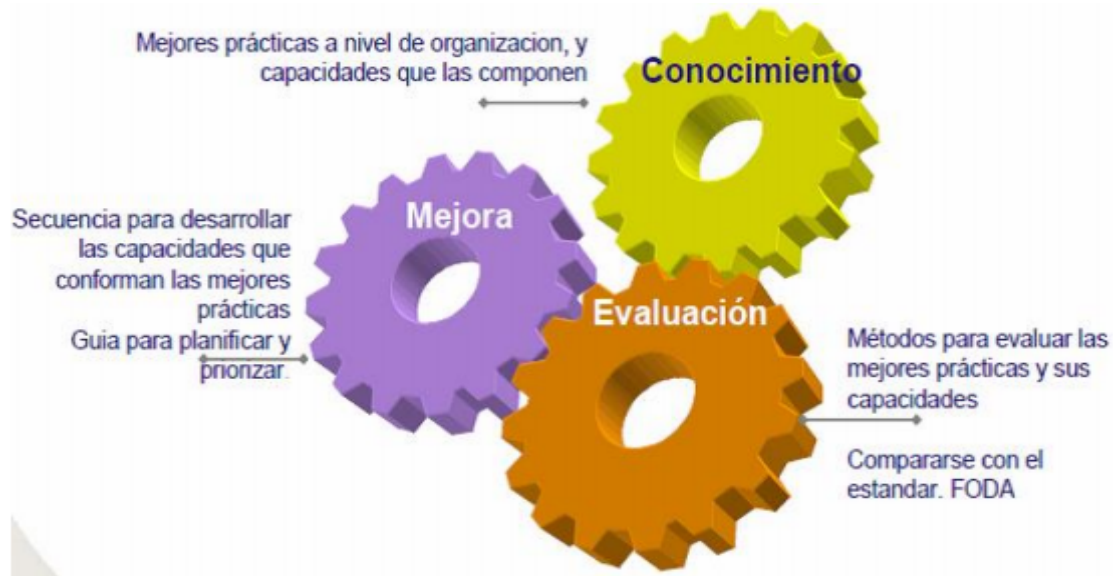 Mejores prácticas a nivel de organizacion, y
capacidades que las componen
Conocimiento
Mejora
Secuencia para desarrollar
las capacidades que
conforman las mejores
prácticas
Guia para planificar y
priorizar.
Evaluación
Métodos para evaluar las
mejores prácticas y sus
capacidades
Compararse con el
estandar. FODA